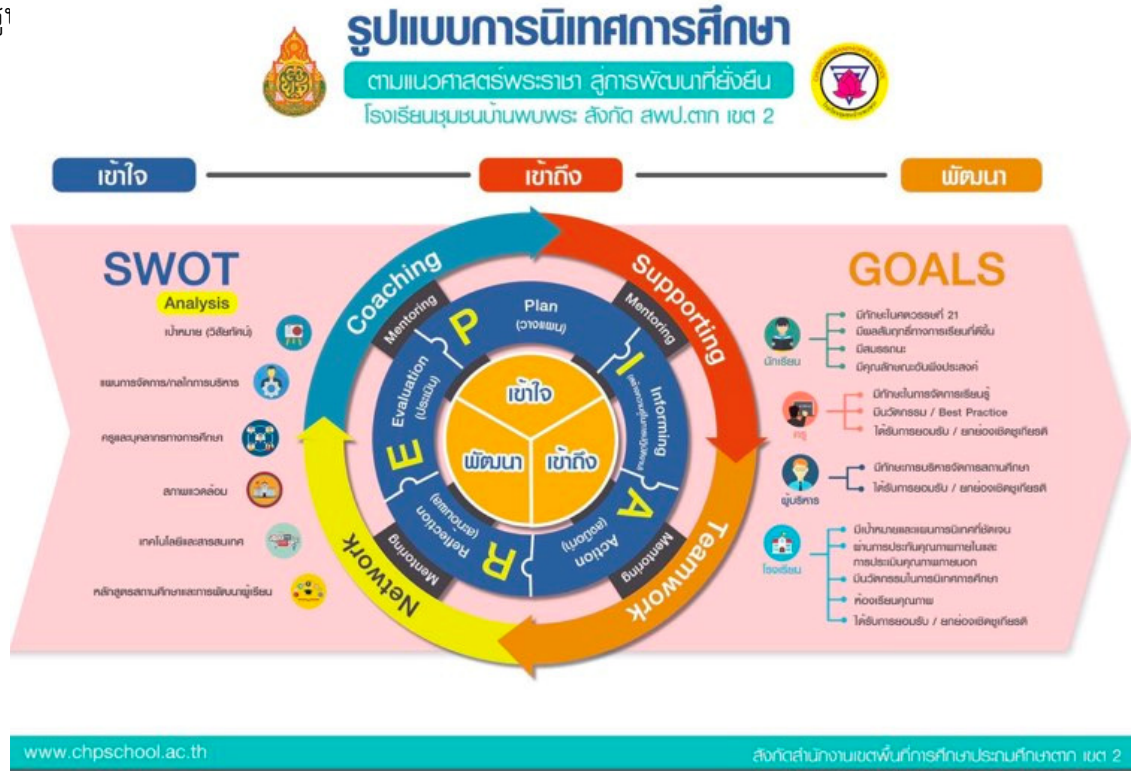 รูปแบบการนิเทศการศึกษา
ตามแนวศาสตร์พระราชา สู่การพัฒนาที่ยั่งยืน
โรงเรียนชุมชนบ้านพบพระ สังกัด สพป.ตาก เขต 2
เข้าใจ
เข้าถึง
พัฒนา
SWOT
Analysis
เป้าหมาย (วิสัยทัศน์)
แผนการจัดการ/กลไกการบริหาร
ครูและบุคลากรทางการศึกษา
สภาพแวดล้อม
เทคโนโลยีและสารสนเทศ
หลักสูตรสถานศึกษาและการพัฒนาผู้เรียน
Coaching
Supporting
Teamwork
Network
Mentoring
Mentoring
Mentoring
Mentoring
P
Plan
(วางแผน)
I
Informing
A
Action
(ลงมือทำ)
R
Reflection
(สะท้อนผล)
E
Evaluation
(ประเมิน)
เข้าใจ
เข้าถึง
พัฒนา
GOALS
นักเรียน
มีทักษะในศตวรรษที่ 21
มีผลสัมฤทธิ์ทางการเรียนที่ดีขึ้น
มีสมรรถนะ
มีคุณลักษณะอันพึงประสงค์
ครู
มีทักษะในการจัดการเรียนรู้
มีนวัตกรรม / Best Practice
ได้รับการยอมรับ / ยกย่องเชิดชูเกียรติ
ผู้บริหาร
มีทักษะการบริหารจัดการสถานศึกษา
ได้รับการยอมรับ / ยกย่องเชิดชูเกียรติ
โรงเรียน
มีเป้าหมายและแผนการนิเทศที่ชัดเจน
ผ่านการประกันคุณภาพภายในและ
การประเมินคุณภาพภายนอก
มีนวัตกรรมในการนิเทศการศึกษา
ห้องเรียนคุณภาพ
ได้รับการยอมรับ / ยกย่องเชิดชูเกียรติ
www.chpschool.ac.th
สังกัดสำนักงานเขตพื้นที่การศึกษาประถมศึกษาตาก เขต 2